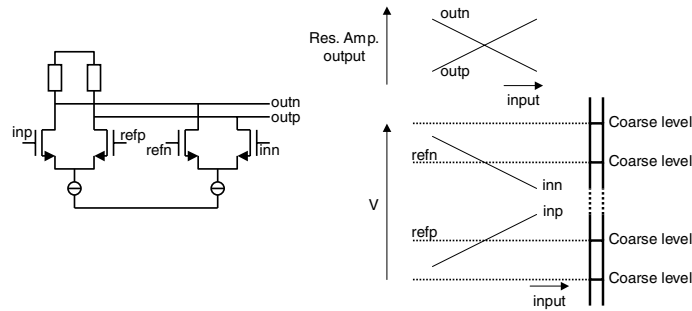 outn
outp
inp
refp
refn
inn
Res. Amp.
output
outn
outp
input
Coarse level
refn
Coarse level
inn
V
inp
refp
Coarse level
Coarse level
input